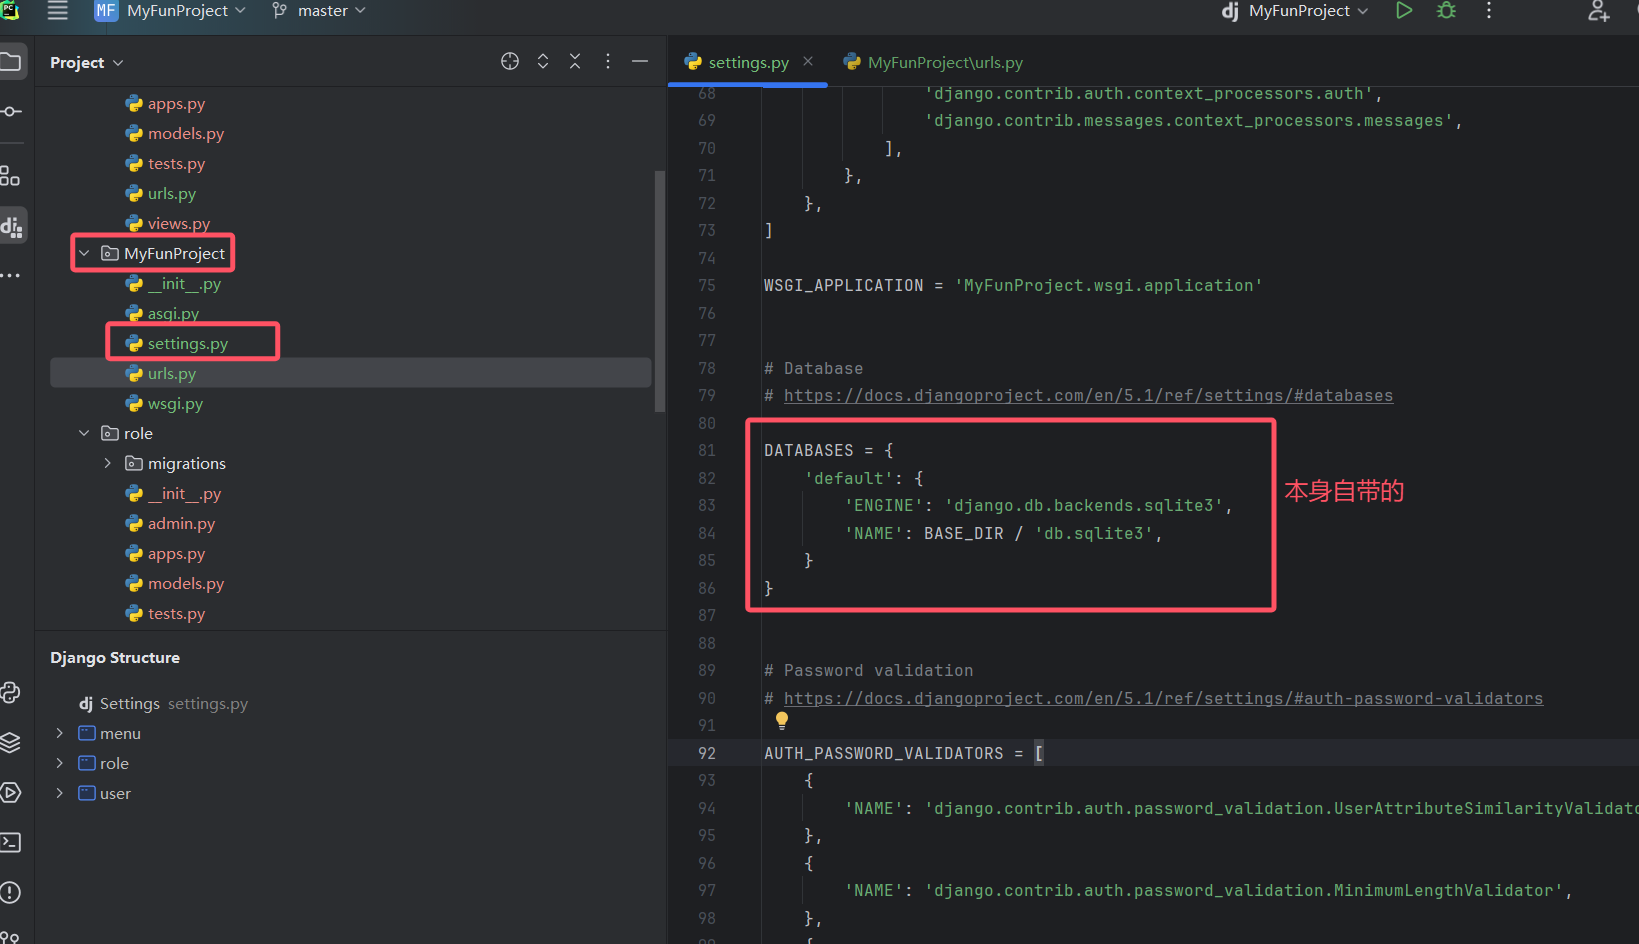 MF MyFunProject master
dj MyFunProject
Project
apps.py
models.py
tests.py
urls.py
views.py
MyFunProject
__init__.py
asgi.py
settings.py
urls.py
wsgi.py
role
migrations
__init__.py
admin.py
apps.py
models.py
tests.py
Django Structure
dj Settings settings.py
menu
role
user
settings.py
MyFunProject\urls.py
68 'django.contrib.auth.context_processors.auth',
69 'django.contrib.messages.context_processors.messages',
70 ],
71 },
72 },
73 ]
74
75 WSGI_APPLICATION = 'MyFunProject.wsgi.application'
76
77
78 # Database
79 # https://docs.djangoproject.com/en/5.1/ref/settings/#databases
80
81 DATABASES = {
82 'default': {
83 'ENGINE': 'django.db.backends.sqlite3',
84 'NAME': BASE_DIR / 'db.sqlite3',
85 }
86 }
本身自带的
87
88
89 # Password validation
90 # https://docs.djangoproject.com/en/5.1/ref/settings/#auth-password-validators
91
92 AUTH_PASSWORD_VALIDATORS = [
93 {
94 'NAME': 'django.contrib.auth.password_validation.UserAttributeSimilarityValidato
95 },
96 {
97 'NAME': 'django.contrib.auth.password_validation.MinimumLengthValidator',
98 },